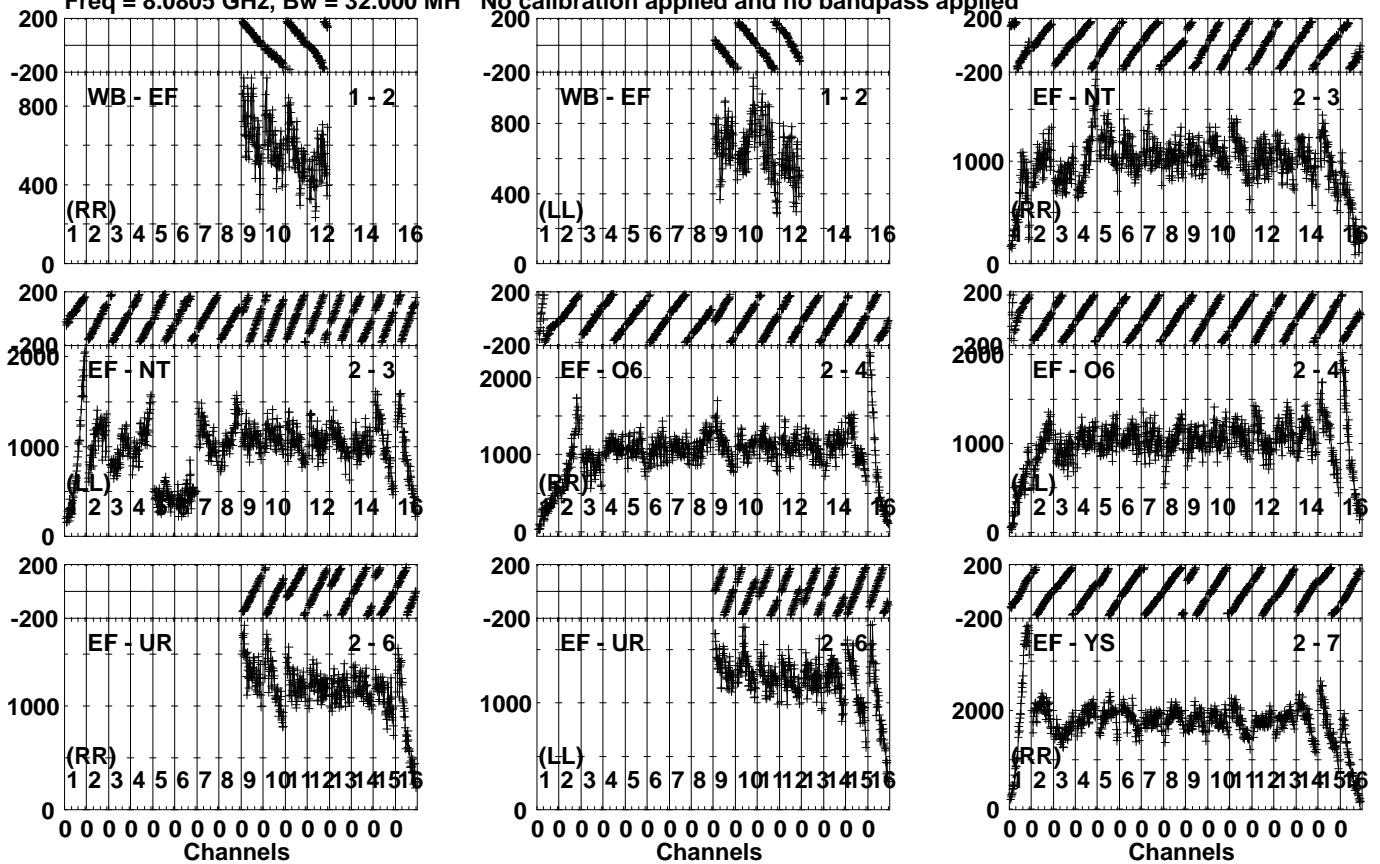 Freq = 8.0805 GHz, Bw = 32.000 MH No calibration applied and no bandpass applied
200
-200
800
400
0
WB - EF 1 - 2
(RR)
1 2 3 4 5 6 7 8 9 10 12 14 16
200
-200
800
400
0
WB - EF 1 - 2
(LL)
1 2 3 4 5 6 7 8 9 10 12 14 16
200
-200
1000
0
EF - NT 2 - 3
(RR)
1 2 3 4 5 6 7 8 9 10 12 14 16
200
-200
2000
1000
0
EF - NT 2 - 3
(LL)
2 3 4 5 6 7 8 9 10 12 14 16
200
-200
2000
1000
0
EF - O6 2 - 4
(RR)
2 3 4 5 6 7 8 9 10 12 14 16
200
-200
2000
1000
0
EF - O6 2 - 4
(LL)
2 3 4 5 6 7 8 9 10 12 14 16
200
-200
1000
0
EF - UR 2 - 6
(RR)
1 2 3 4 5 6 7 8 9 10 11 12 13 14 15 16
0 0 0 0 0 0 0 0 0 0 0 0 0 0 0 0
Channels
200
-200
1000
0
EF - UR 2 - 6
(LL)
1 2 3 4 5 6 7 8 9 10 11 12 13 14 15 16
0 0 0 0 0 0 0 0 0 0 0 0 0 0 0 0
Channels
200
-200
2000
0
EF - YS 2 - 7
(RR)
1 2 3 4 5 6 7 8 9 10 11 12 13 14 15 16
0 0 0 0 0 0 0 0 0 0 0 0 0 0 0 0
Channels